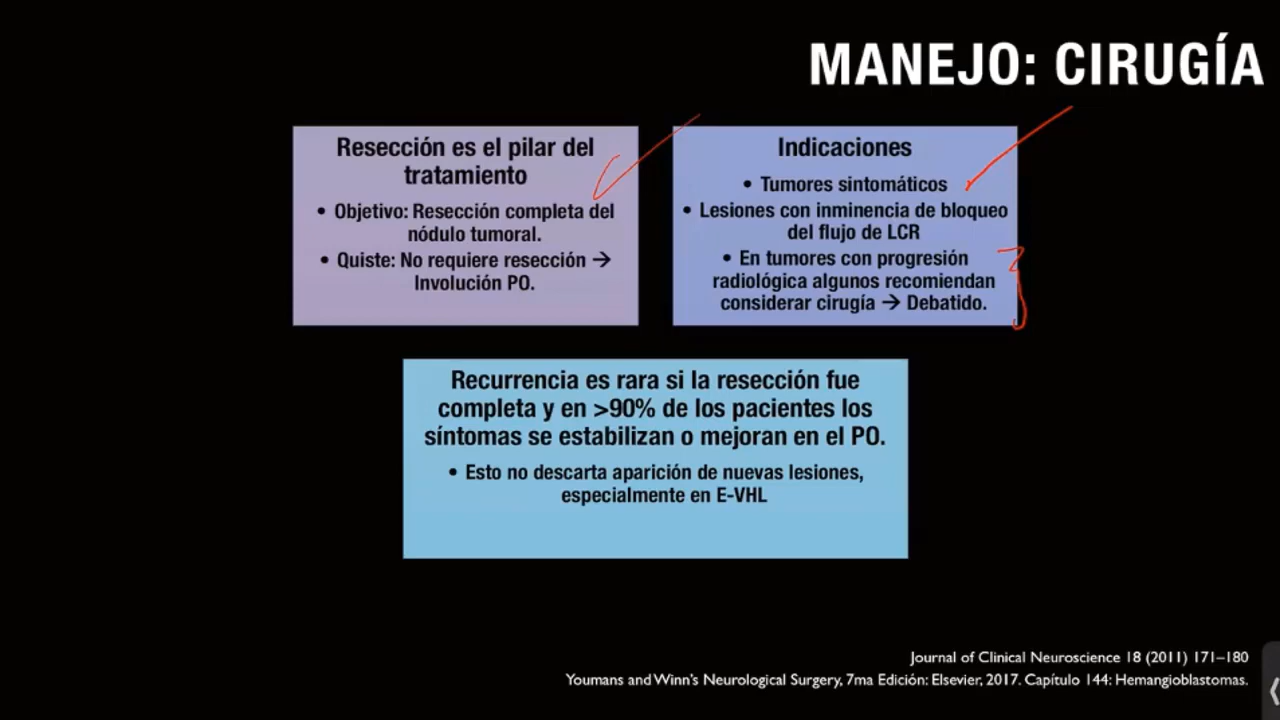 MANEJO: CIRUGÍA
Resección es el pilar del
tratamiento
• Objetivo: Resección completa del
nódulo tumoral.
• Quiste: No requiere resección →
Involución PO.
Indicaciones
• Tumores sintomáticos
• Lesiones con inminencia de bloqueo
del flujo de LCR
• En tumores con progresión
radiológica algunos recomiendan
considerar cirugía → Debatido.
Recurrencia es rara si la resección fue
completa y en >90% de los pacientes los
síntomas se estabilizan o mejoran en el PO.
• Esto no descarta aparición de nuevas lesiones,
especialmente en E-VHL
Journal of Clinical Neuroscience 18 (2011) 171–180
Youmans and Winn's Neurological Surgery, 7ma Edición: Elsevier, 2017. Capítulo 144: Hemangioblastomas.